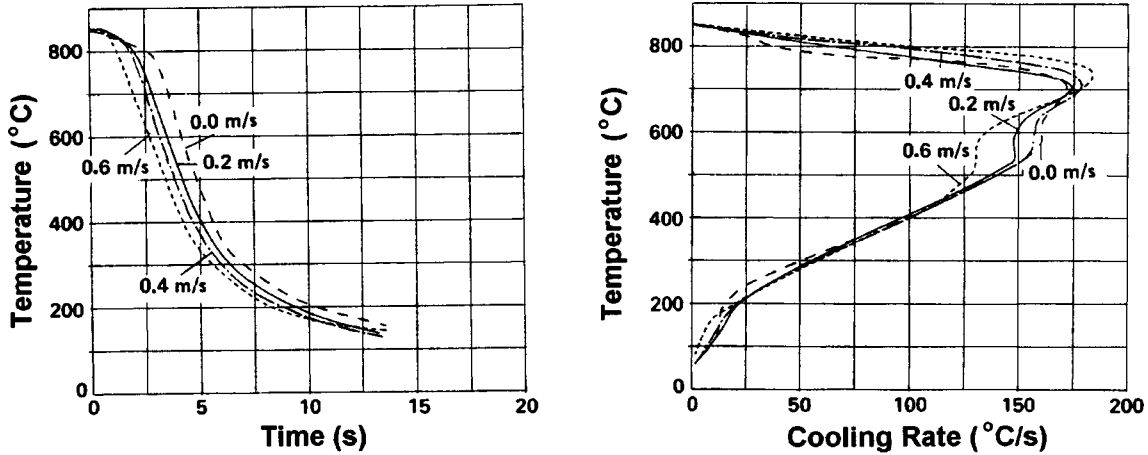 Temperature (°C)
800
600
400
200
0
0.0 m/s
0.2 m/s
0.6 m/s
0.4 m/s
0 5 10 15 20
Time (s)
Temperature (°C)
800
600
400
200
0
0.4 m/s
0.2 m/s
0.6 m/s
0.0 m/s
0 50 100 150 200
Cooling Rate (°C/s)